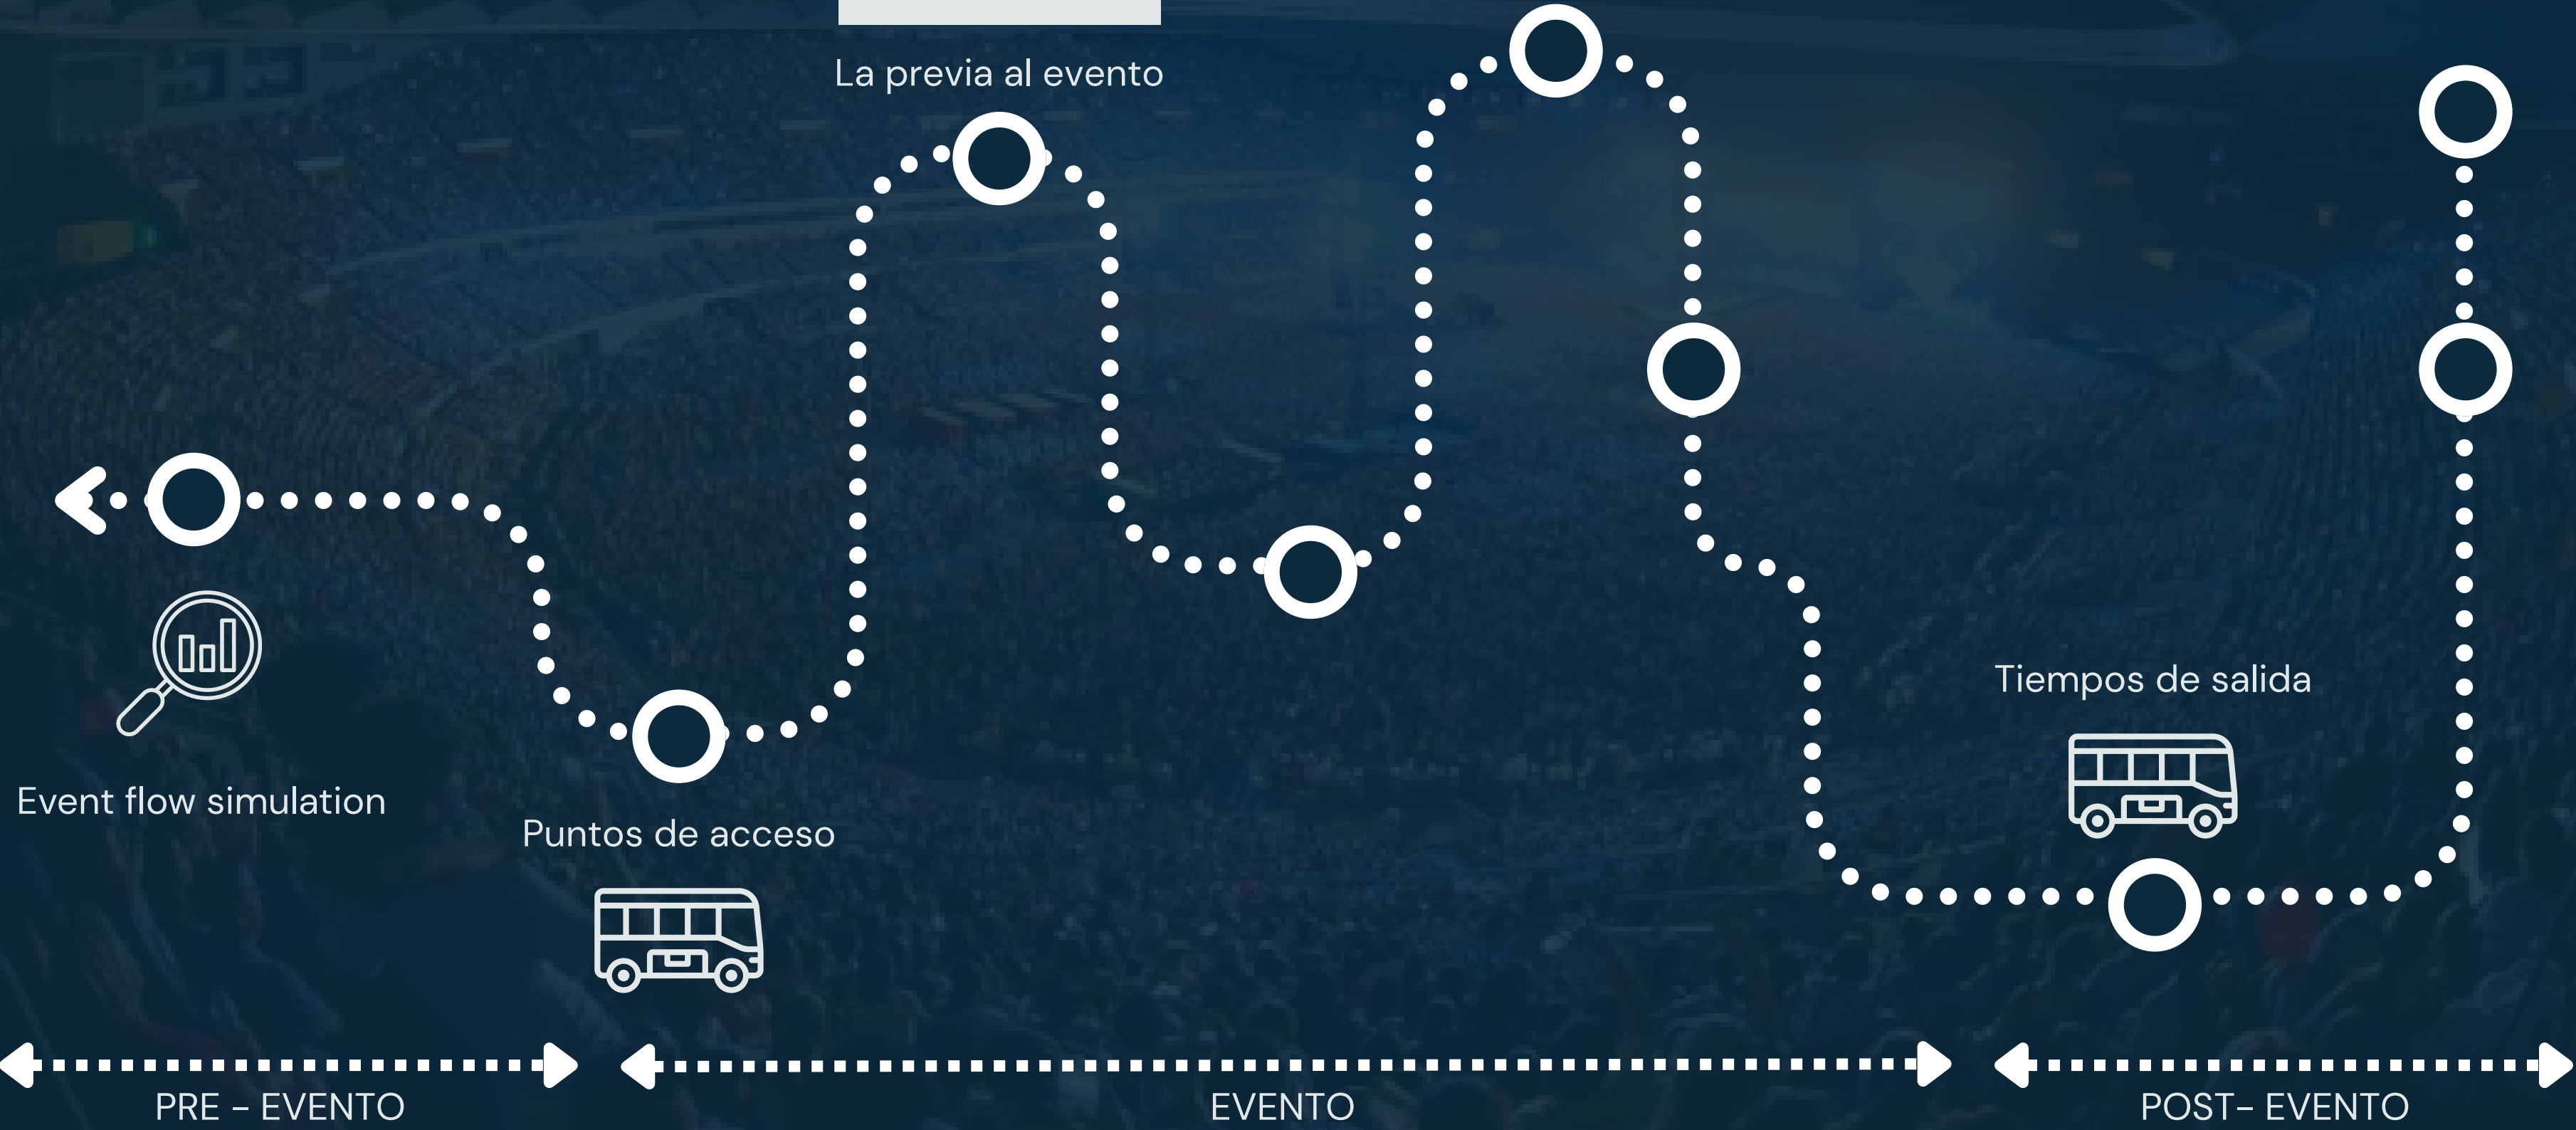 La previa al evento
Event flow simulation
Puntos de acceso
Tiempos de salida
PRE - EVENTO
EVENTO
POST- EVENTO